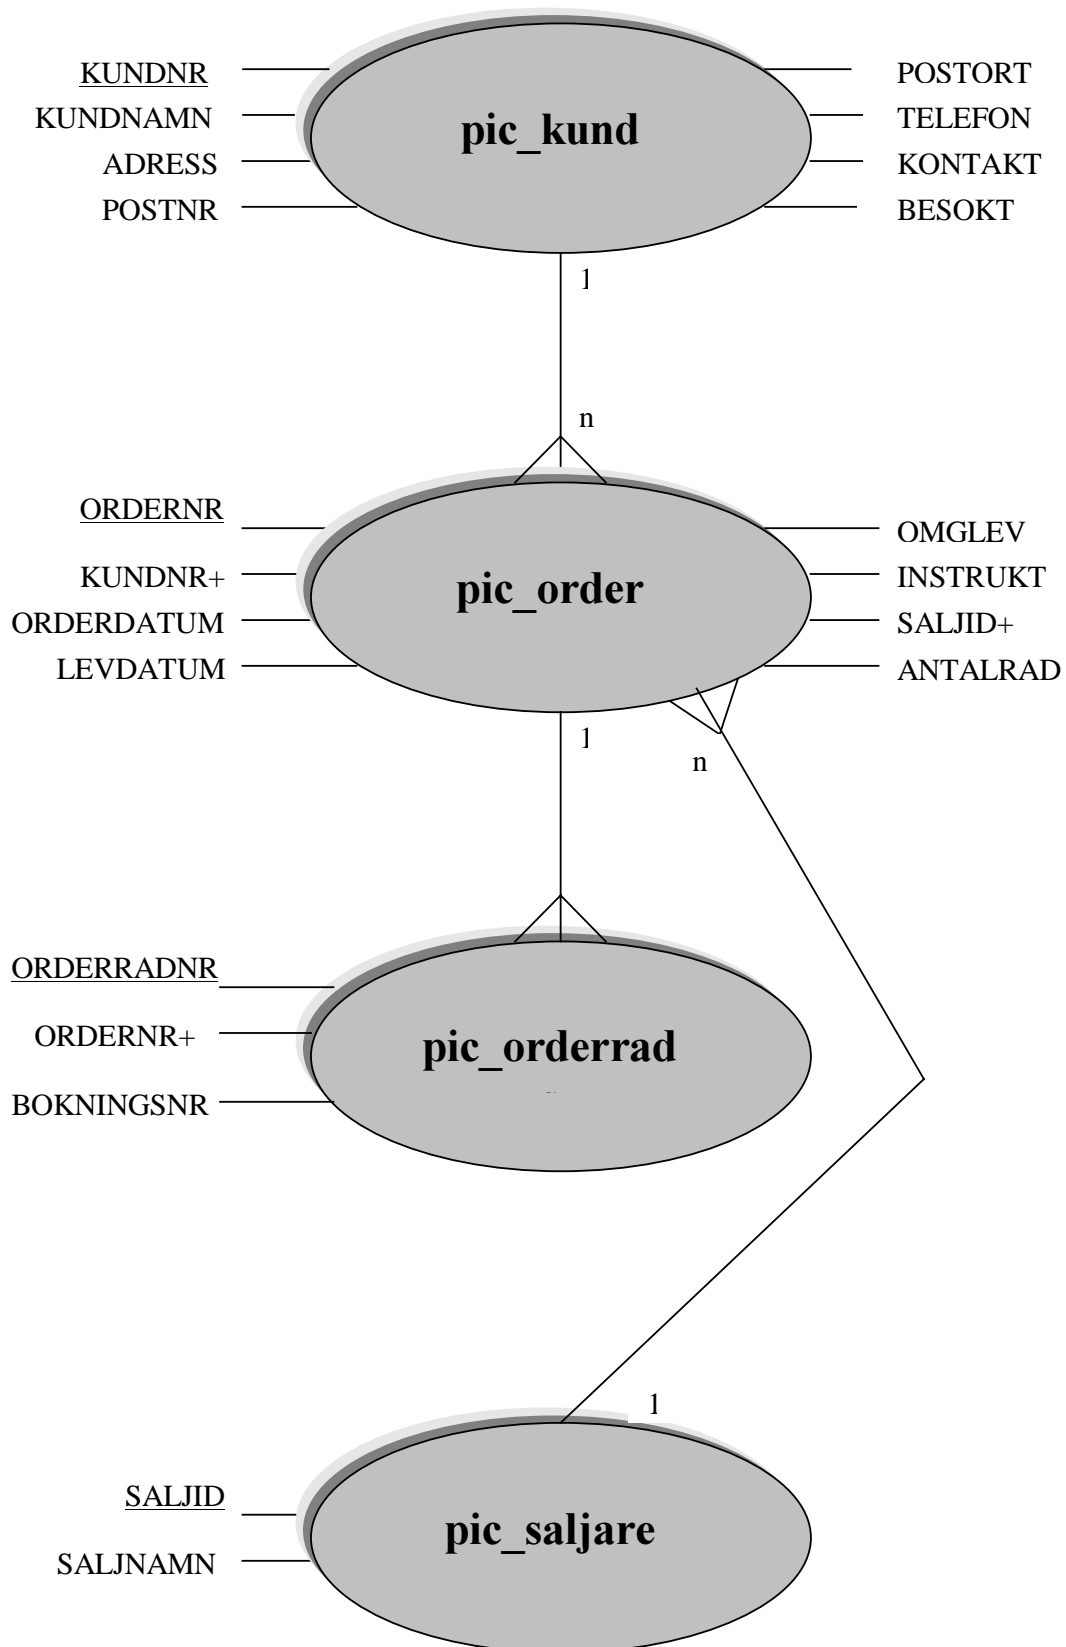 KUNDNR
KUNDNAMN
ADRESS
POSTNR
pic_kund
POSTORT
TELEFON
KONTAKT
BESOKT
1
n
ORDERNR
KUNDNR+
ORDERDATUM
LEVDATUM
pic_order
OMGLEV
INSTRUKT
SALJID+
ANTALRAD
1
n
ORDERRADNR
ORDERNR+
BOKNINGSNR
pic_orderrad
1
SALJID
SALJNAMN
pic_saljare